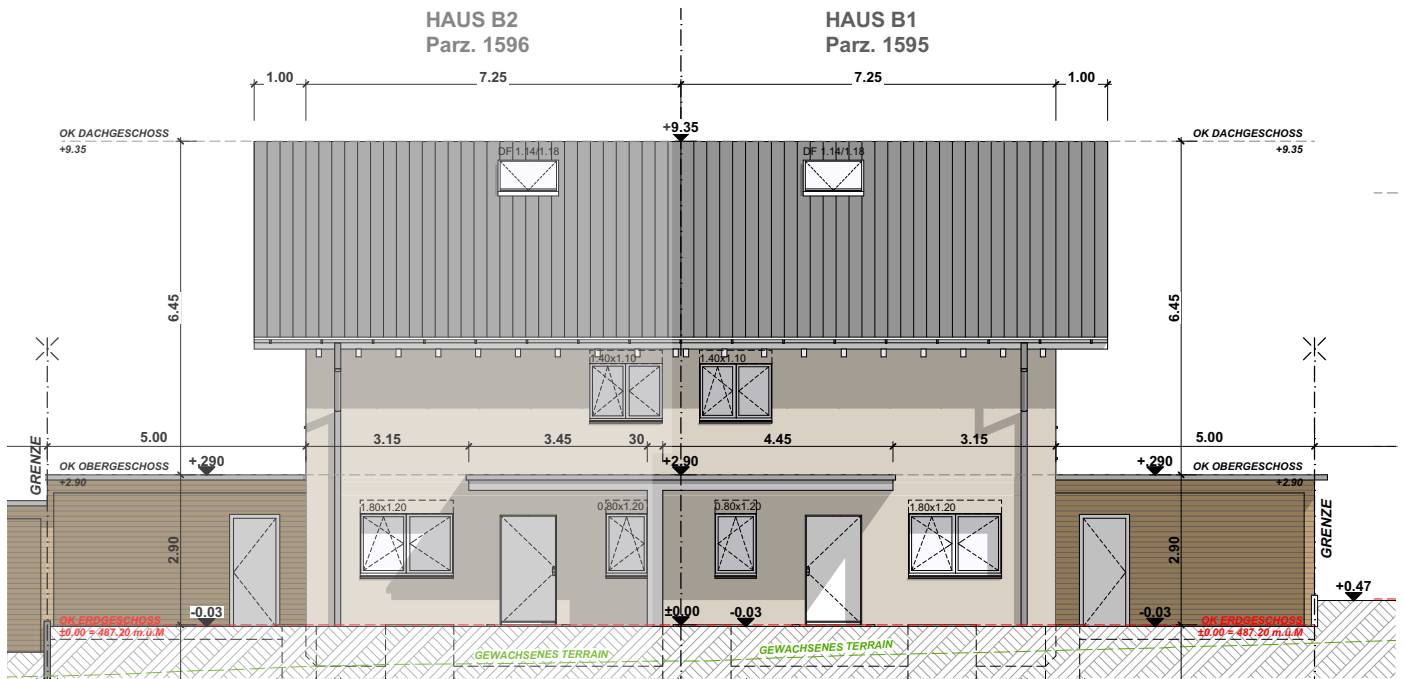 HAUS B2
Parz. 1596
HAUS B1
Parz. 1595
1.00
7.25
7.25
1.00
OK DACHGESCHOSS
+9.35
+9.35
OK DACHGESCHOSS
+9.35
DF 1.14/1.18
DF 1.14/1.18
6.45
6.45
1.40x1.10
1.40x1.10
5.00
3.15
3.45
30
4.45
3.15
5.00
GRENZE
OK OBERGESCHOSS
+2.90
+.290
+2.90
+.290
OK OBERGESCHOSS
+2.90
GRENZE
1.80x1.20
0.80x1.20
0.80x1.20
1.80x1.20
2.90
2.90
+0.47
OK ERDGESCHOSS
±0.00 = 487.20 m.ü.M
-0.03
±0.00
-0.03
-0.03
OK ERDGESCHOSS
±0.00 = 487.20 m.ü.M
GEWACHSENES TERRAIN
GEWACHSENES TERRAIN